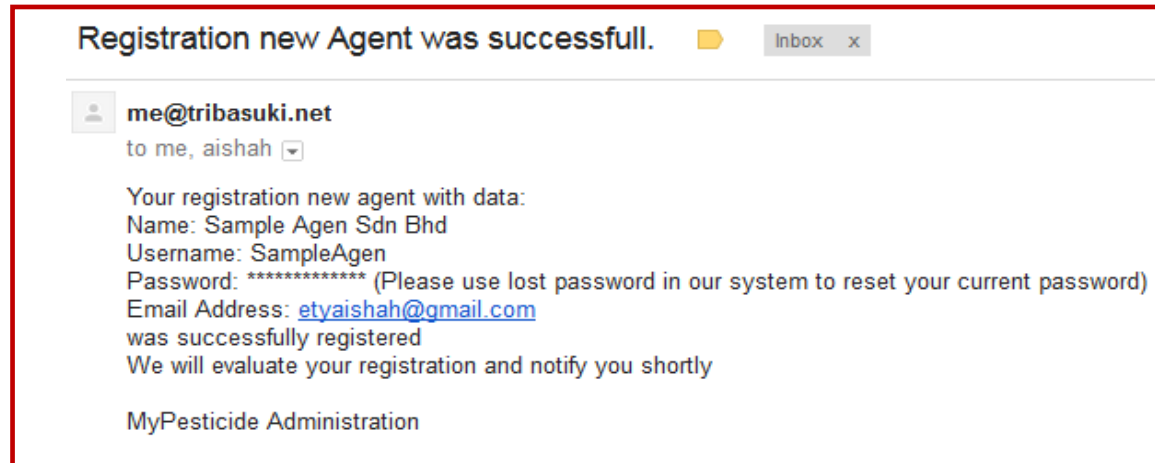 Registration new Agent was successfull.
Inbox x
me@tribasuki.net
to me, aishah
Your registration new agent with data:
Name: Sample Agen Sdn Bhd
Username: SampleAgen
Password: ************* (Please use lost password in our system to reset your current password)
Email Address: etyaishah@gmail.com
was successfully registered
We will evaluate your registration and notify you shortly
MyPesticide Administration